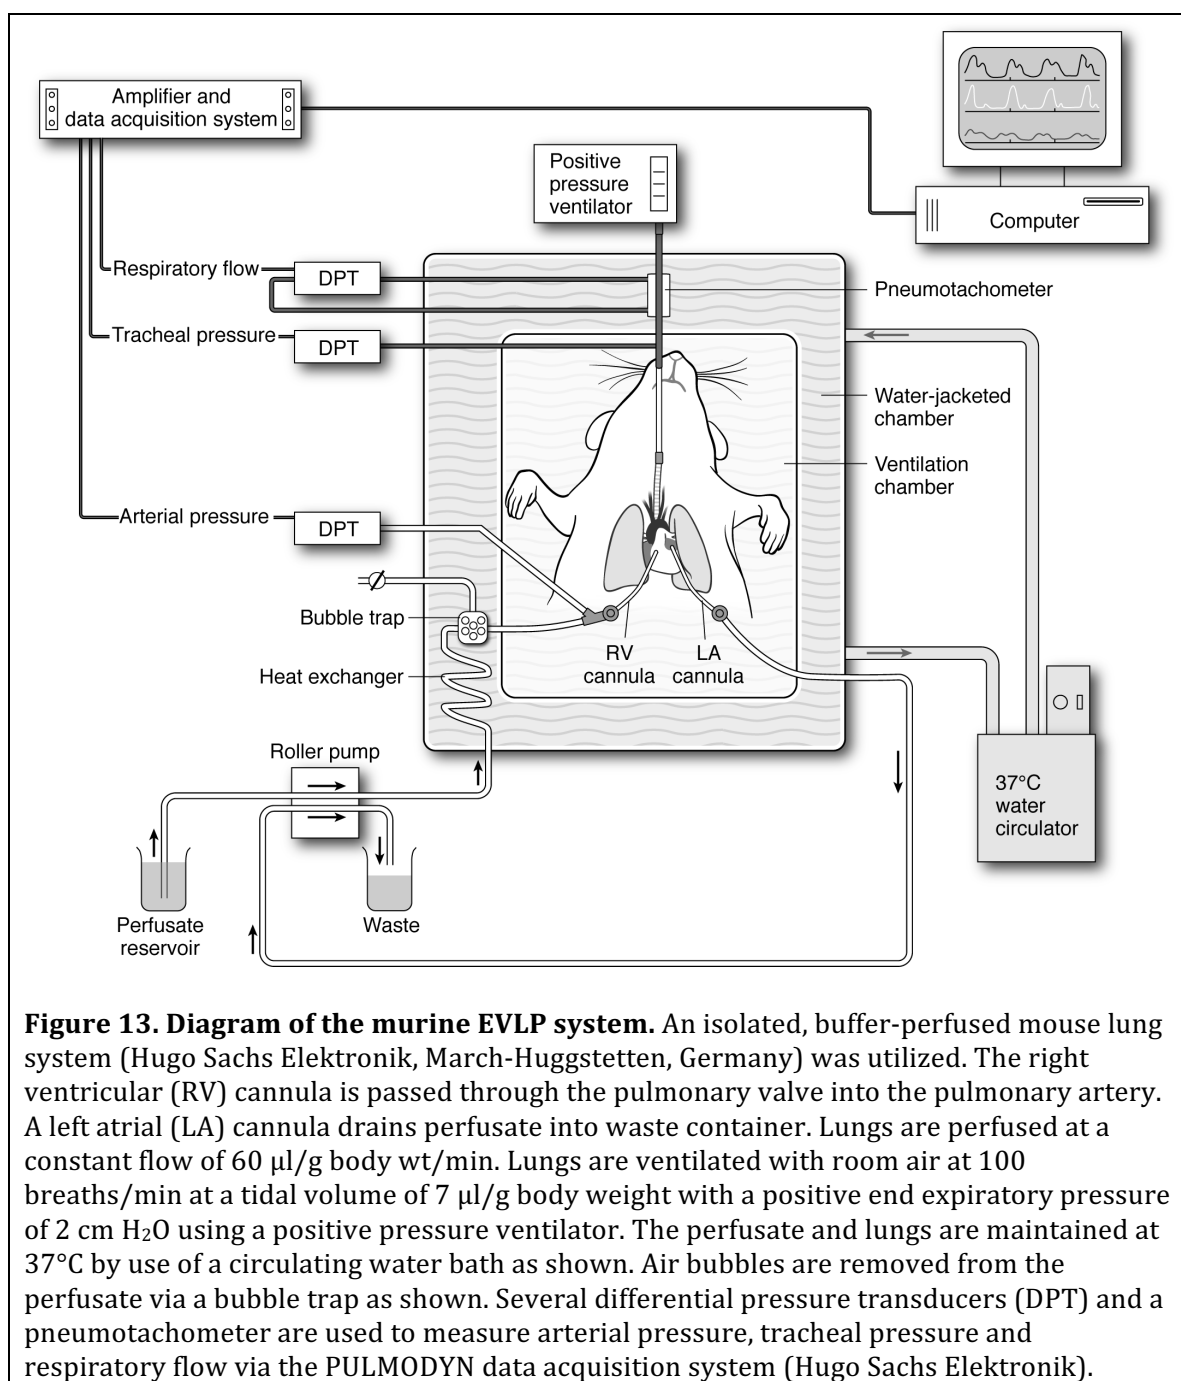 Amplifier and
data acquisition system
Positive
pressure
ventilator
Computer
Respiratory flow
DPT
Pneumotachometer
Tracheal pressure
DPT
Water-jacketed
chamber
Ventilation
chamber
Arterial pressure
DPT
Bubble trap
RV
cannula
LA
cannula
Heat exchanger
Roller pump
37°C
water
circulator
Perfusate
reservoir
Waste
Figure 13. Diagram of the murine EVLP system. An isolated, buffer-perfused mouse lung
system (Hugo Sachs Elektronik, March-Huggstetten, Germany) was utilized. The right
ventricular (RV) cannula is passed through the pulmonary valve into the pulmonary artery.
A left atrial (LA) cannula drains perfusate into waste container. Lungs are perfused at a
constant flow of 60 µl/g body wt/min. Lungs are ventilated with room air at 100
breaths/min at a tidal volume of 7 µl/g body weight with a positive end expiratory pressure
of 2 cm H₂O using a positive pressure ventilator. The perfusate and lungs are maintained at
37°C by use of a circulating water bath as shown. Air bubbles are removed from the
perfusate via a bubble trap as shown. Several differential pressure transducers (DPT) and a
pneumotachometer are used to measure arterial pressure, tracheal pressure and
respiratory flow via the PULMODYN data acquisition system (Hugo Sachs Elektronik).